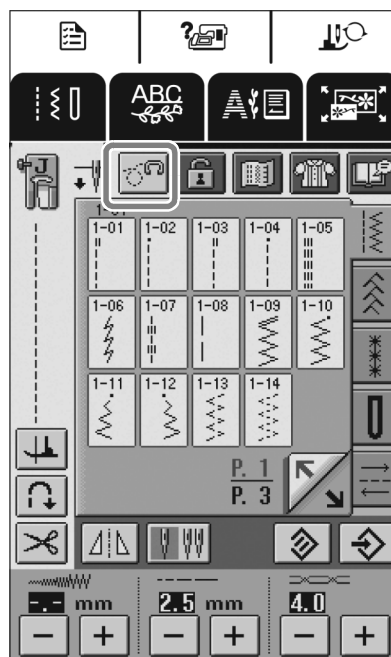 ?
ABC
A
J
1-01
1-01 1-02 1-03 1-04 1-05
1-06 1-07 1-08 1-09 1-10
1-11 1-12 1-13 1-14
P. 1
P. 3
-.- mm 2.5 mm 4.0
- + - + - +